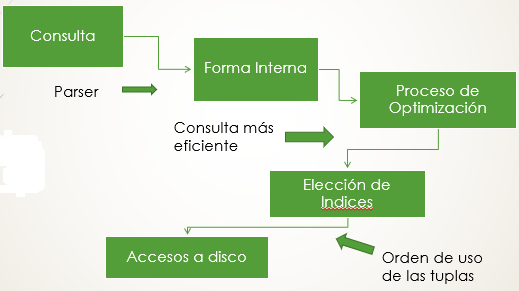 Consulta
Forma Interna
Parser
Proceso de
Optimización
Consulta más
eficiente
Elección de
Indices
Accesos a disco
Orden de uso
de las tuplas